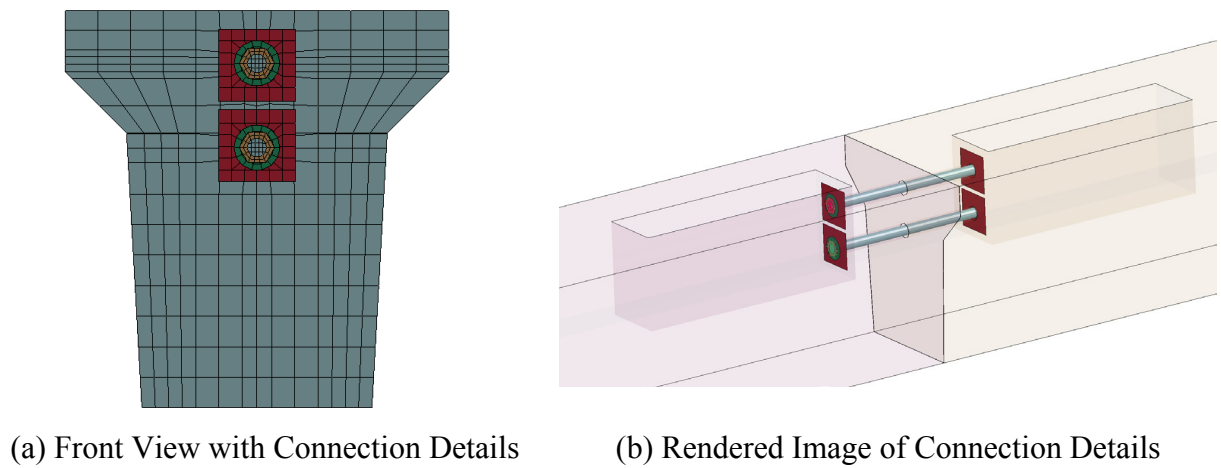 (a) Front View with Connection Details
(b) Rendered Image of Connection Details